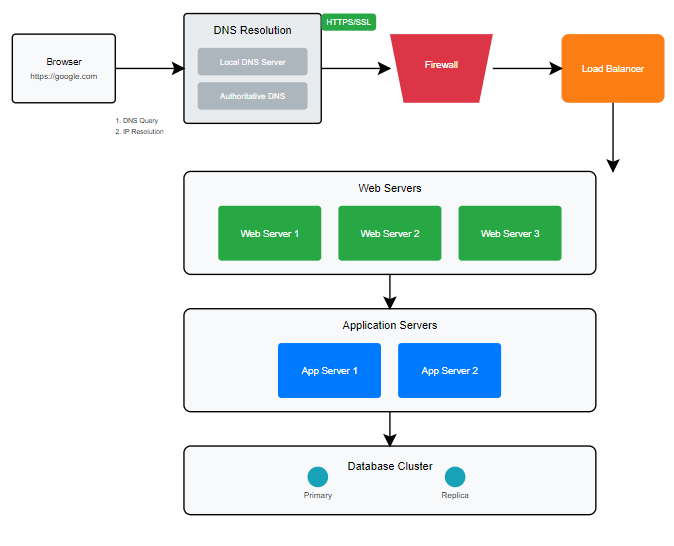 Browser
https://google.com
1. DNS Query
2. IP Resolution
DNS Resolution
Local DNS Server
Authoritative DNS
HTTPS/SSL
Firewall
Load Balancer
Web Servers
Web Server 1
Web Server 2
Web Server 3
Application Servers
App Server 1
App Server 2
Database Cluster
Primary
Replica